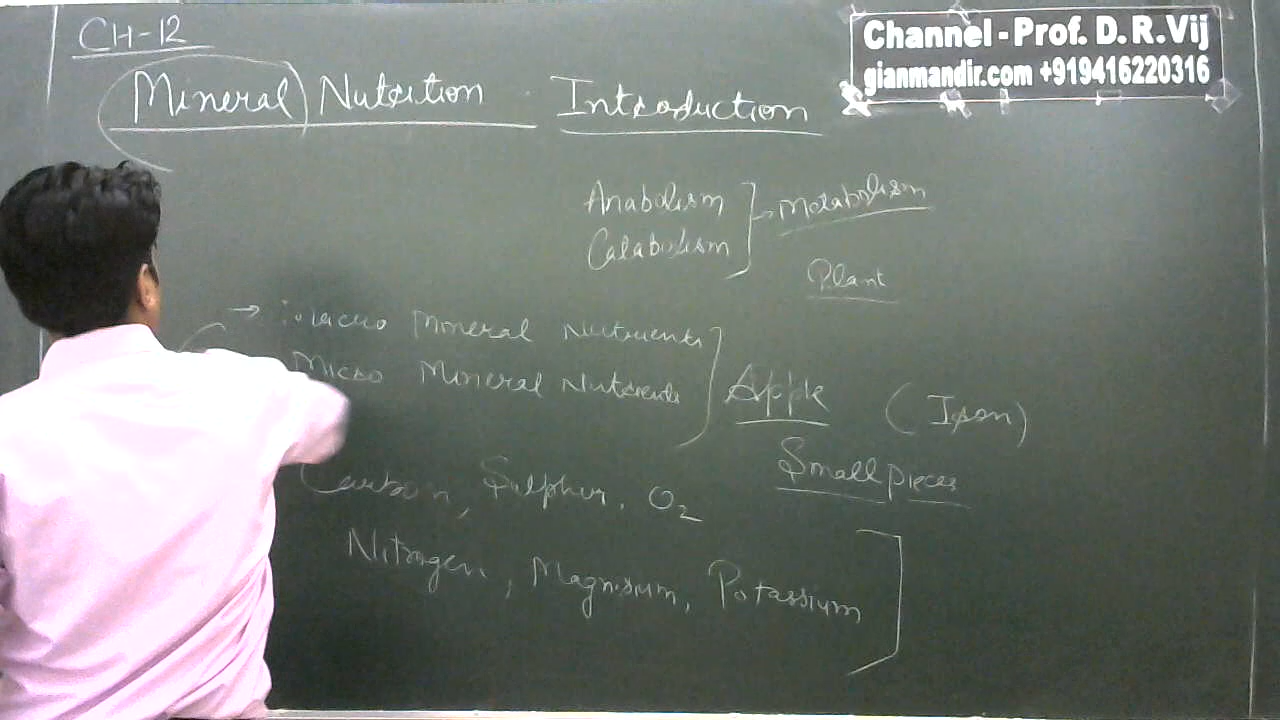 CH-12
Mineral Nutrition Introduction
Channel - Prof. D. R. Vij
gianmandir.com +919416220316
Anabolism
Catabolism
Metabolism
Plant
Macro Mineral Nutrients
Micro Mineral Nutrients
Apple (Iron)
Small pieces
Carbon, Sulphur, O2
Nitrogen, Magnisium, Potassium